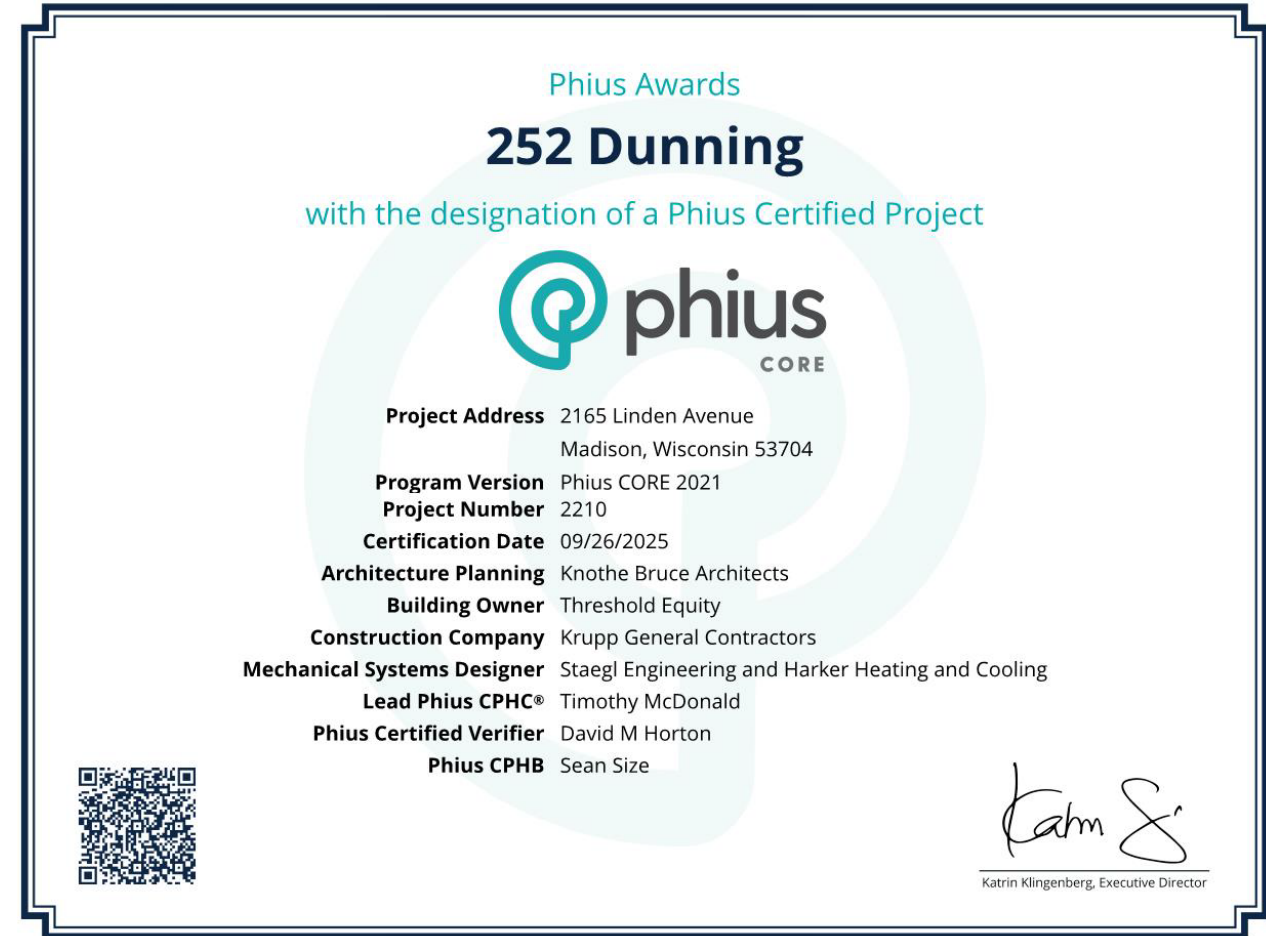 Phius Awards
252 Dunning
with the designation of a Phius Certified Project
phius
CORE
Project Address 2165 Linden Avenue
Madison, Wisconsin 53704
Program Version Phius CORE 2021
Project Number 2210
Certification Date 09/26/2025
Architecture Planning Knothe Bruce Architects
Building Owner Threshold Equity
Construction Company Krupp General Contractors
Mechanical Systems Designer Staegl Engineering and Harker Heating and Cooling
Lead Phius CPHC® Timothy McDonald
Phius Certified Verifier David M Horton
Phius CPHB Sean Size
Katrin Klingenberg, Executive Director